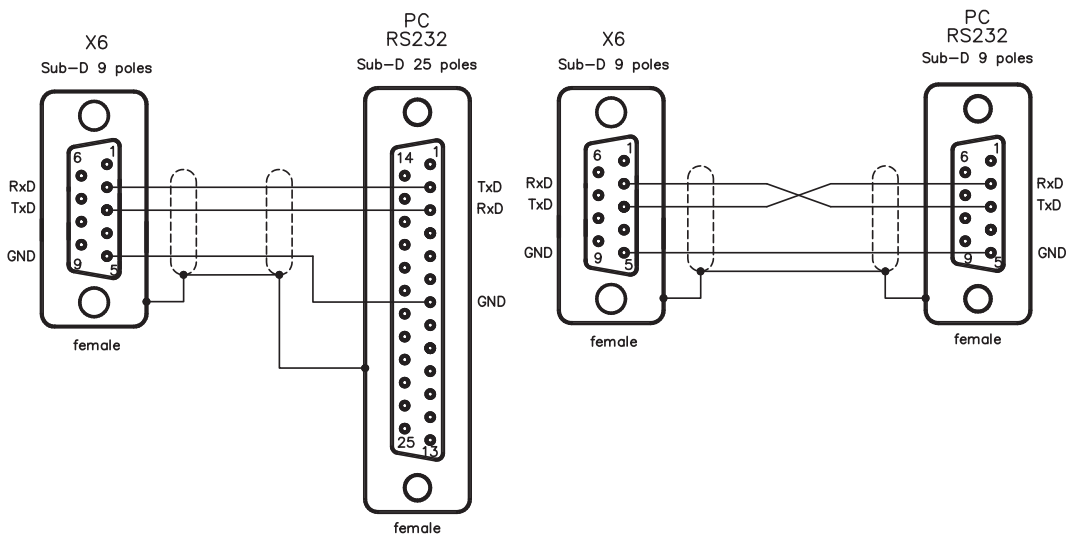 X6
Sub-D 9 poles
PC
RS232
Sub-D 25 poles
6
1
RxD
TxD
GND
9
5
female
14
1
TxD
RxD
GND
25
13
female
X6
Sub-D 9 poles
PC
RS232
Sub-D 9 poles
6
1
RxD
TxD
GND
9
5
female
6
1
RxD
TxD
GND
9
5
female